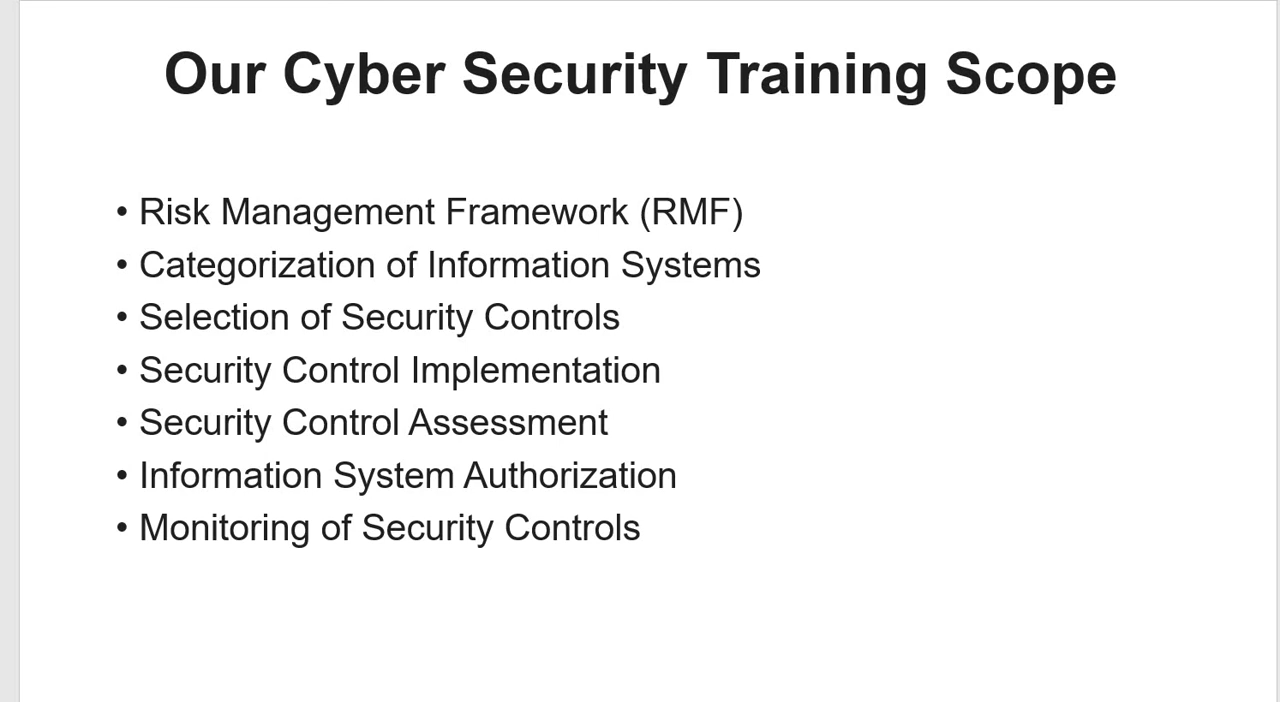 Our Cyber Security Training Scope
• Risk Management Framework (RMF)
• Categorization of Information Systems
• Selection of Security Controls
• Security Control Implementation
• Security Control Assessment
• Information System Authorization
• Monitoring of Security Controls